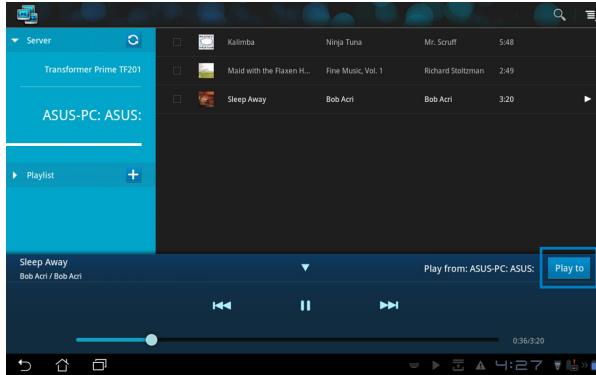 Server
Transformer Prime TF201
ASUS-PC: ASUS:
Playlist
Kalimba Ninja Tuna Mr. Scruff 5:48
Maid with the Flaxen H... Fine Music, Vol. 1 Richard Stoltzman 2:49
Sleep Away Bob Acri Bob Acri 3:20
Sleep Away
Bob Acri / Bob Acri
Play from: ASUS-PC: ASUS:
Play to
0:36/3:20
4:27